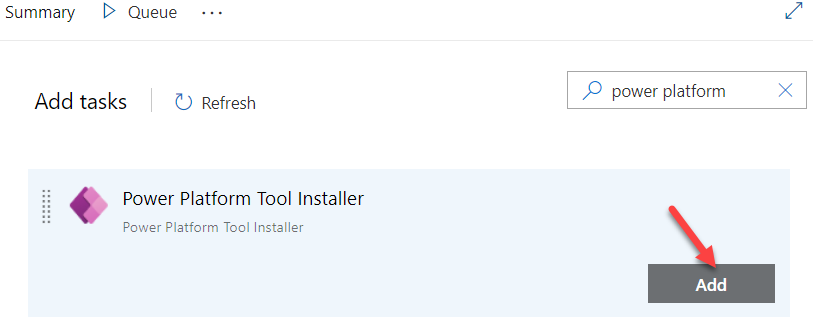 Summary Queue ...
Add tasks Refresh power platform
Power Platform Tool Installer
Power Platform Tool Installer
Add